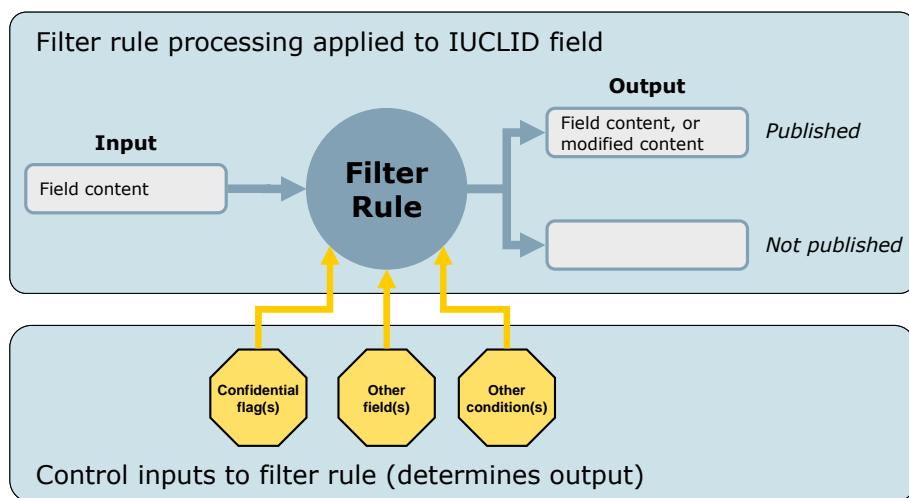 Filter rule processing applied to IUCLID field
Input
Field content
Filter
Rule
Output
Field content, or
modified content
Published
Not published
Confidential
flag(s)
Other
field(s)
Other
condition(s)
Control inputs to filter rule (determines output)